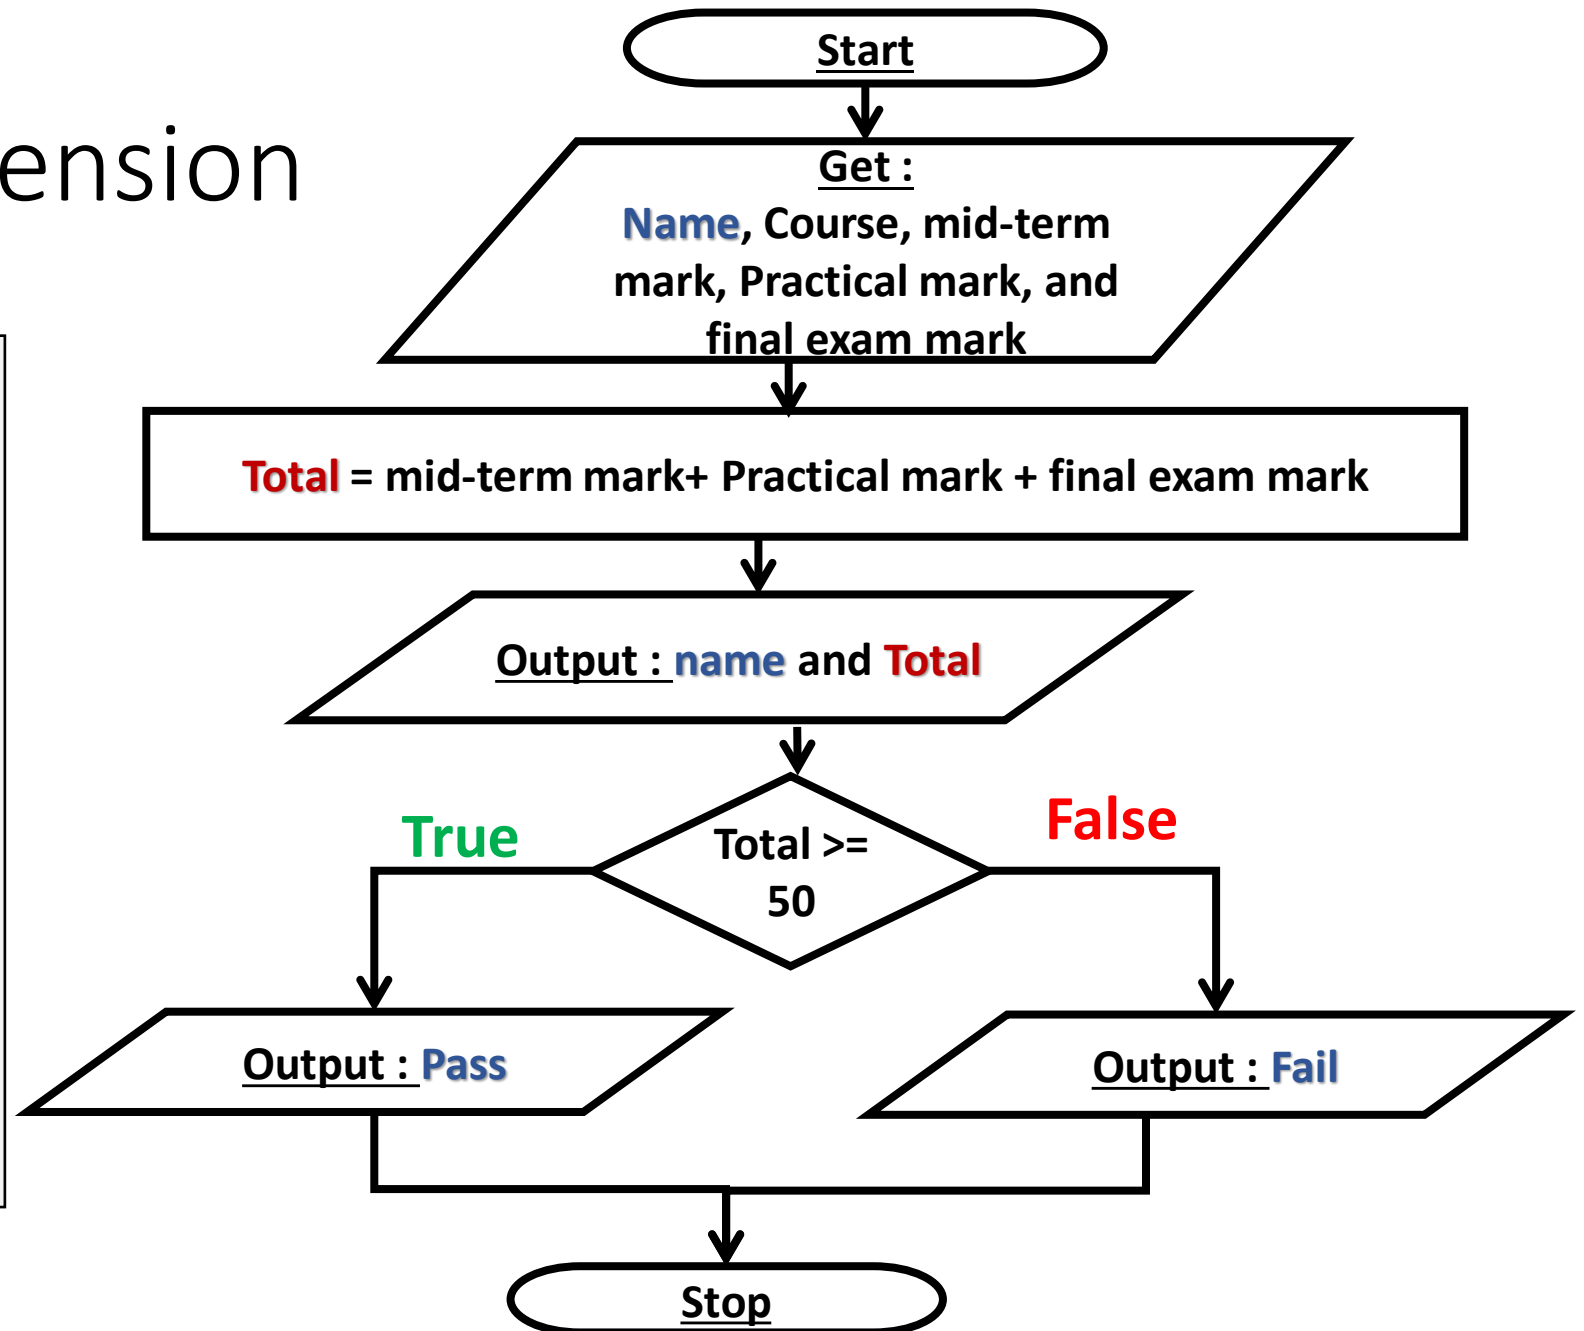 ension
Start
Get :
Name, Course, mid-term
mark, Practical mark, and
final exam mark
Total = mid-term mark+ Practical mark + final exam mark
Output : name and Total
True
False
Total >=
50
Output : Pass
Output : Fail
Stop